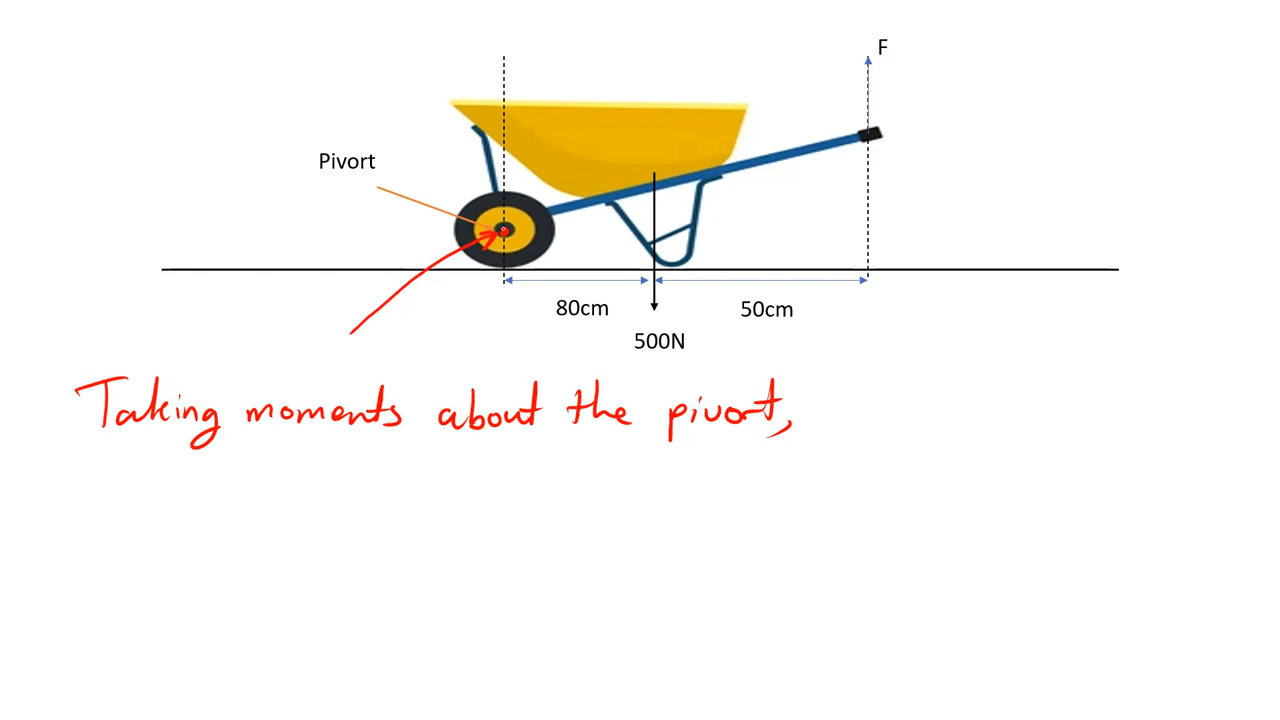 F
Pivort
80cm
50cm
500N
Taking moments about the pivort,